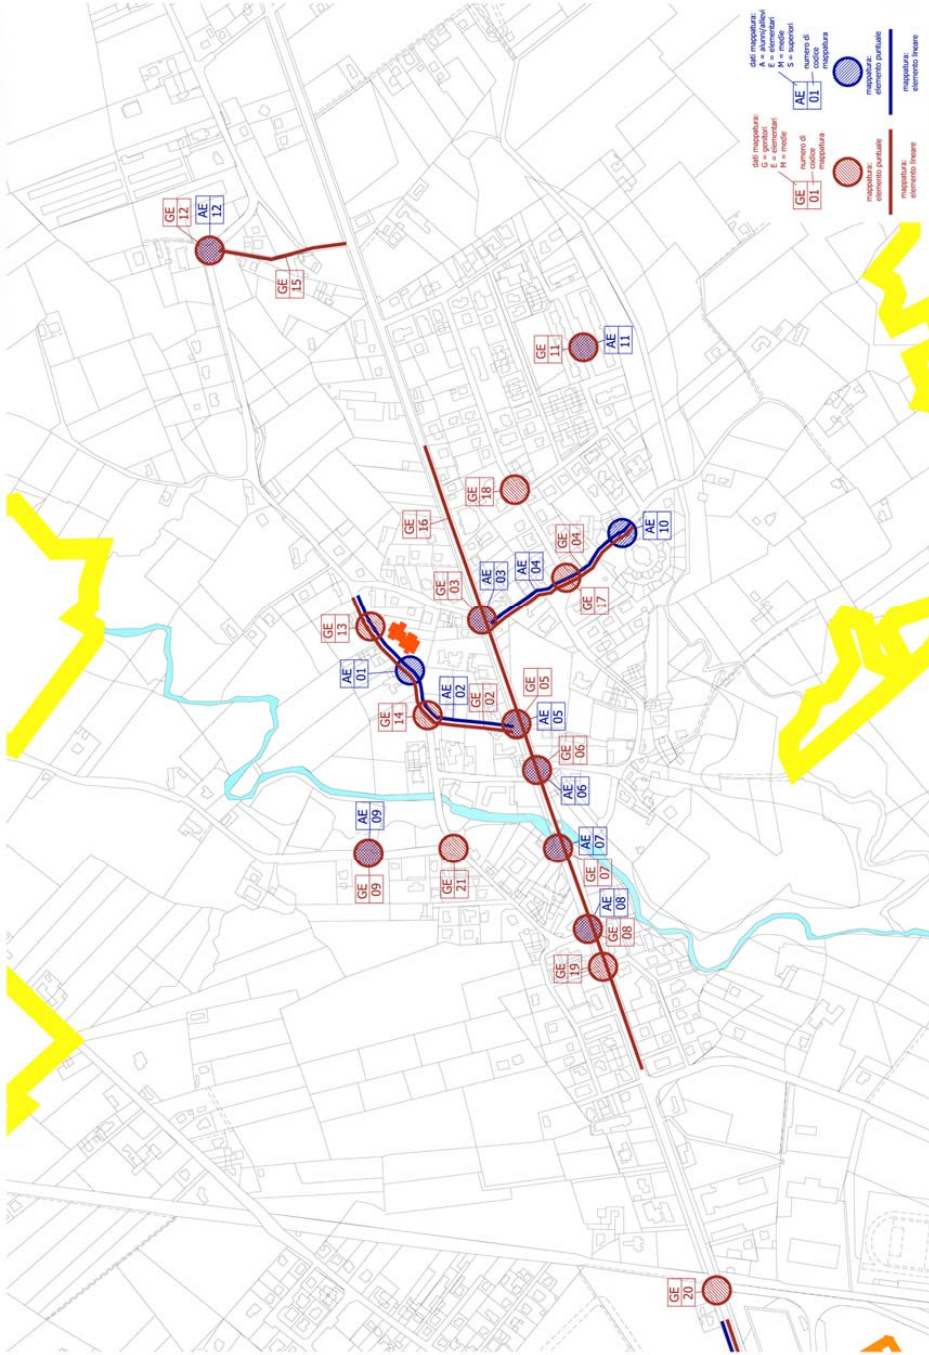 GE
12
AE
12
GE
15
GE
11
AE
11
GE
18
GE
16
GE
03
AE
03
AE
04
GE
04
AE
10
GE
17
GE
13
AE
01
GE
14
AE
02
GE
02
GE
05
AE
05
GE
06
AE
06
AE
09
GE
09
GE
21
AE
07
GE
07
AE
08
GE
08
GE
19
GE
20
dati mappatura:
G = genitori
E = elementari
M = medie
GE
01
numero di
codice
mappatura
mappatura:
elemento puntuale
mappatura:
elemento lineare
dati mappatura:
A = alunni/allievi
E = elementari
M = medie
S = superiori
AE
01
numero di
codice
mappatura
mappatura:
elemento puntuale
mappatura:
elemento lineare